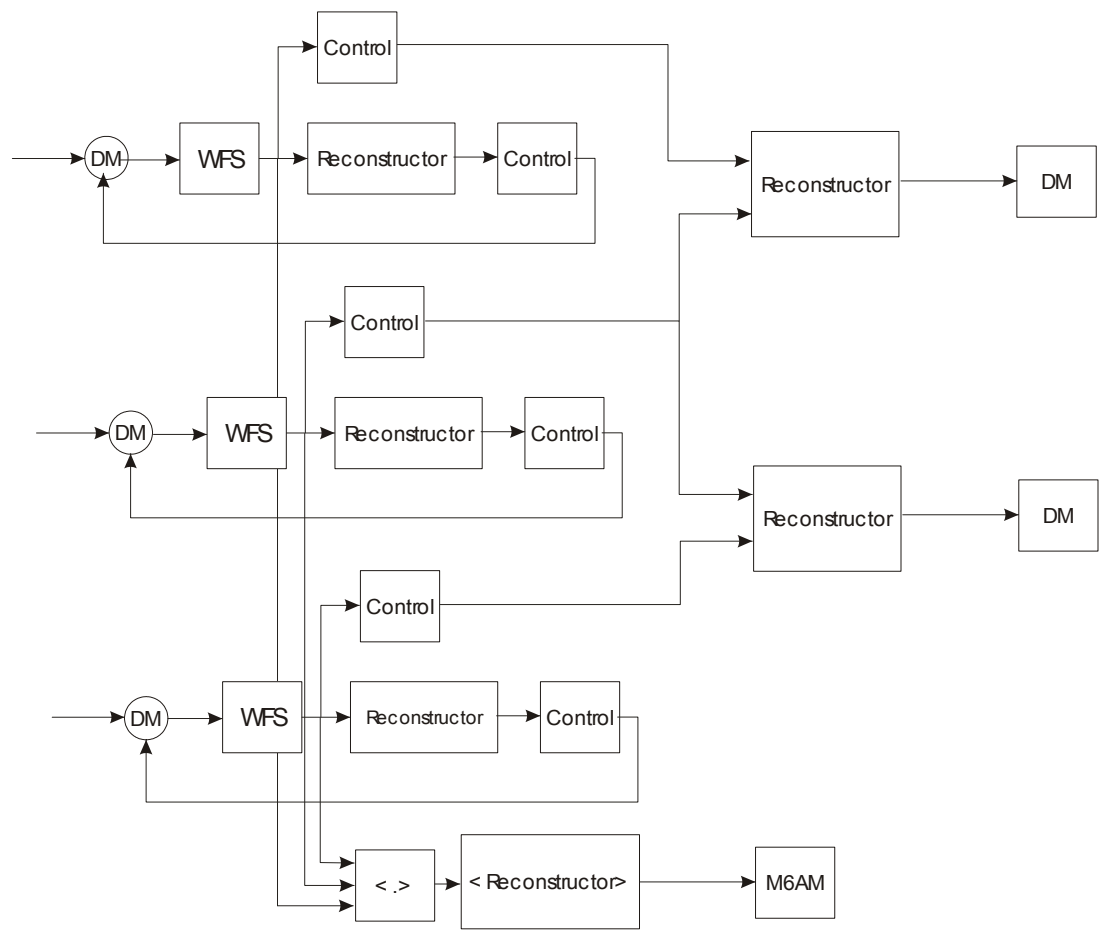 Control
DM
WFS
Reconstructor
Control
Reconstructor
DM
Control
DM
WFS
Reconstructor
Control
Reconstructor
DM
Control
DM
WFS
Reconstructor
Control
< .>
< Reconstructor>
M6AM